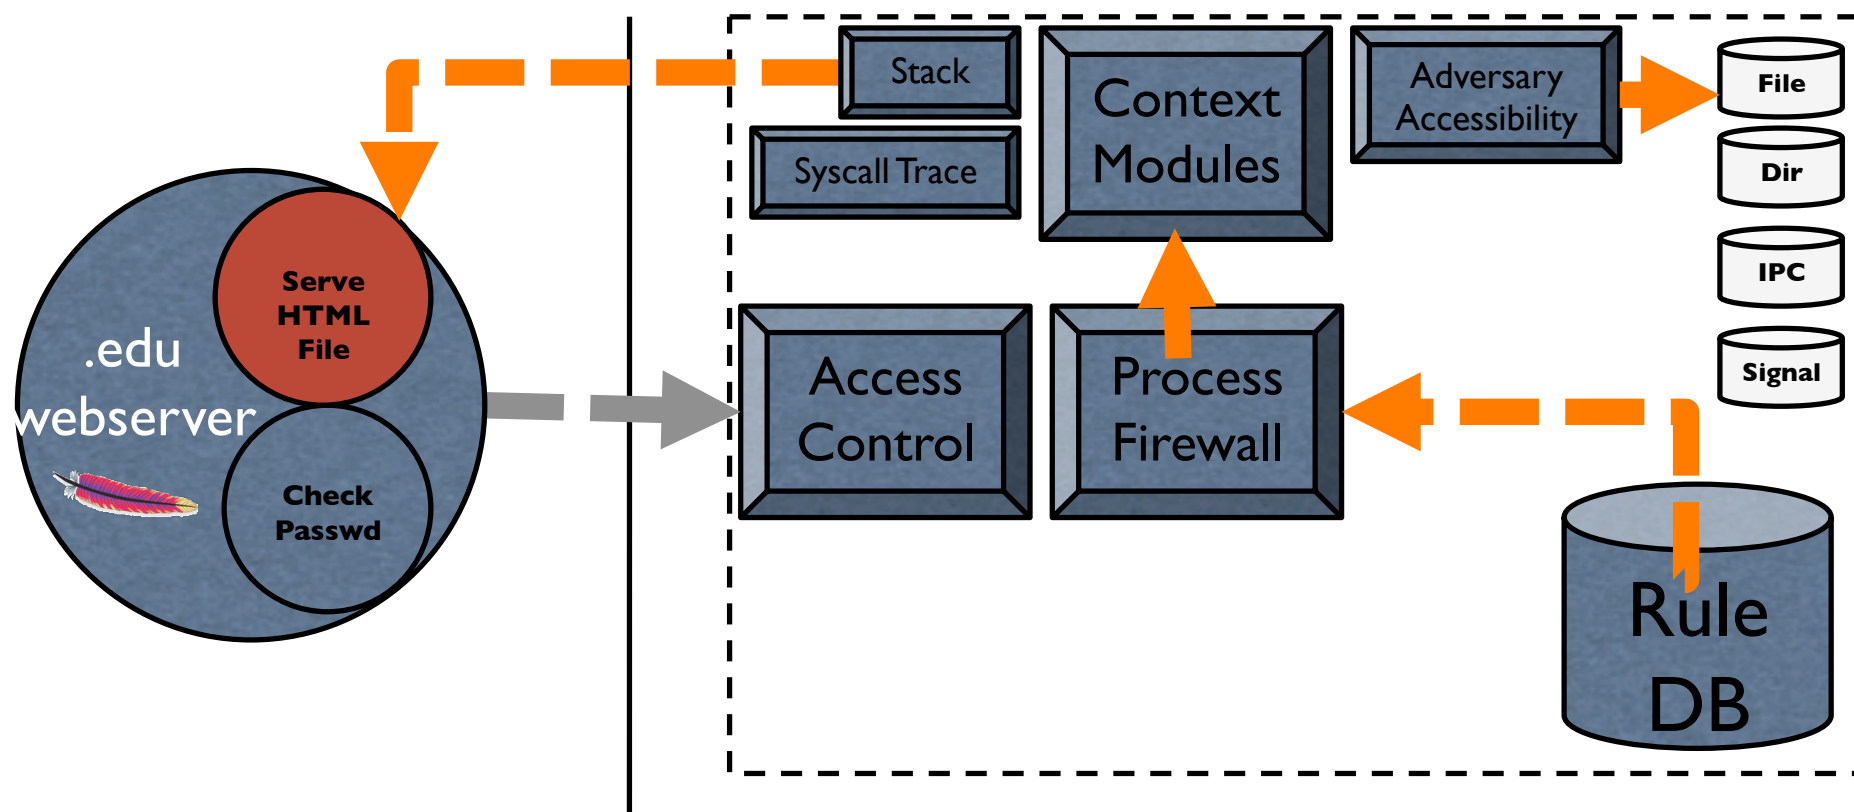 Stack
Syscall Trace
Context
Modules
Adversary
Accessibility
File
Dir
IPC
Signal
Serve
HTML
File
.edu
webserver
Check
Passwd
Access
Control
Process
Firewall
Rule
DB